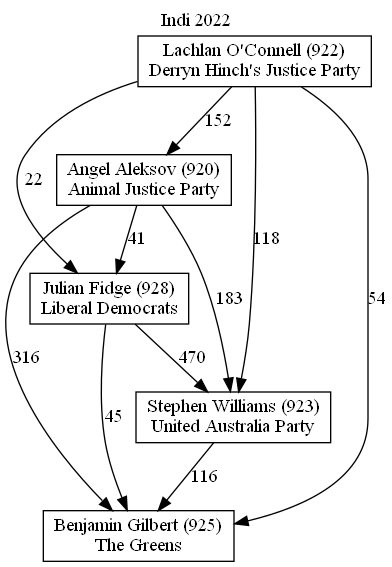 Indi 2022
Lachlan O'Connell (922)
Derryn Hinch's Justice Party
152
Angel Aleksov (920)
Animal Justice Party
22
41
118
Julian Fidge (928)
Liberal Democrats
183
54
316
470
45
Stephen Williams (923)
United Australia Party
116
Benjamin Gilbert (925)
The Greens